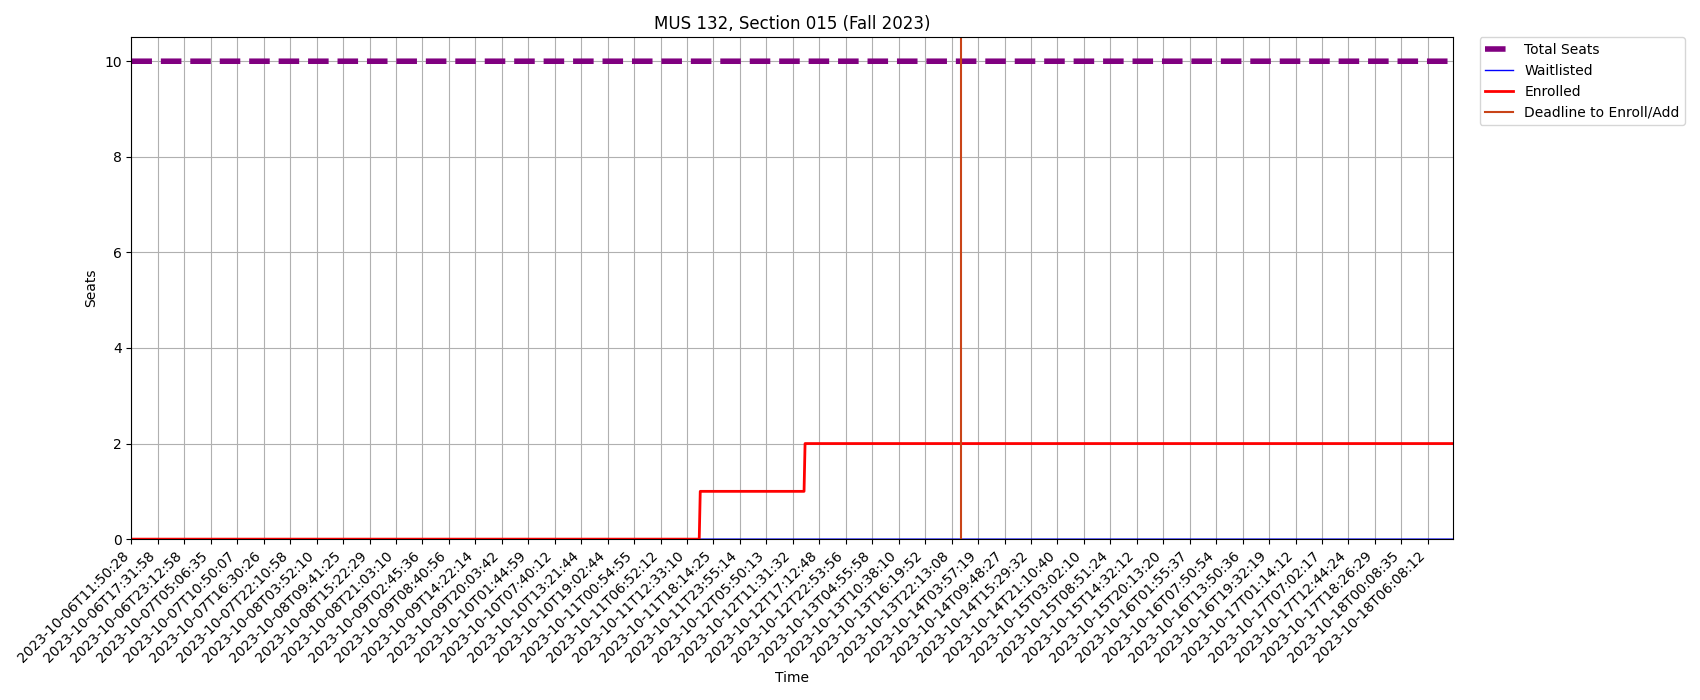 MUS 132, Section 015 (Fall 2023)
Total Seats
Waitlisted
Enrolled
Deadline to Enroll/Add
Seats
10
8
6
4
2
0
2023-10-06T11:50:28
2023-10-06T17:31:58
2023-10-06T23:12:58
2023-10-07T05:06:35
2023-10-07T10:50:07
2023-10-07T16:30:26
2023-10-07T22:10:58
2023-10-08T03:52:10
2023-10-08T09:41:25
2023-10-08T15:22:29
2023-10-08T21:03:10
2023-10-09T02:45:36
2023-10-09T08:40:56
2023-10-09T14:22:14
2023-10-09T20:03:42
2023-10-10T01:44:59
2023-10-10T07:40:12
2023-10-10T13:21:44
2023-10-10T19:02:44
2023-10-11T00:54:55
2023-10-11T06:52:12
2023-10-11T12:33:10
2023-10-11T18:14:25
2023-10-11T23:55:14
2023-10-12T05:50:13
2023-10-12T11:31:32
2023-10-12T17:12:48
2023-10-12T22:53:56
2023-10-13T04:55:58
2023-10-13T10:38:10
2023-10-13T16:19:52
2023-10-13T22:13:08
2023-10-14T03:57:19
2023-10-14T09:48:27
2023-10-14T15:29:32
2023-10-14T21:10:40
2023-10-15T03:02:10
2023-10-15T08:51:24
2023-10-15T14:32:12
2023-10-15T20:13:20
2023-10-16T01:55:37
2023-10-16T07:50:54
2023-10-16T13:50:36
2023-10-16T19:32:19
2023-10-17T01:14:12
2023-10-17T07:02:17
2023-10-17T12:44:24
2023-10-17T18:26:29
2023-10-18T00:08:35
2023-10-18T06:08:12
Time